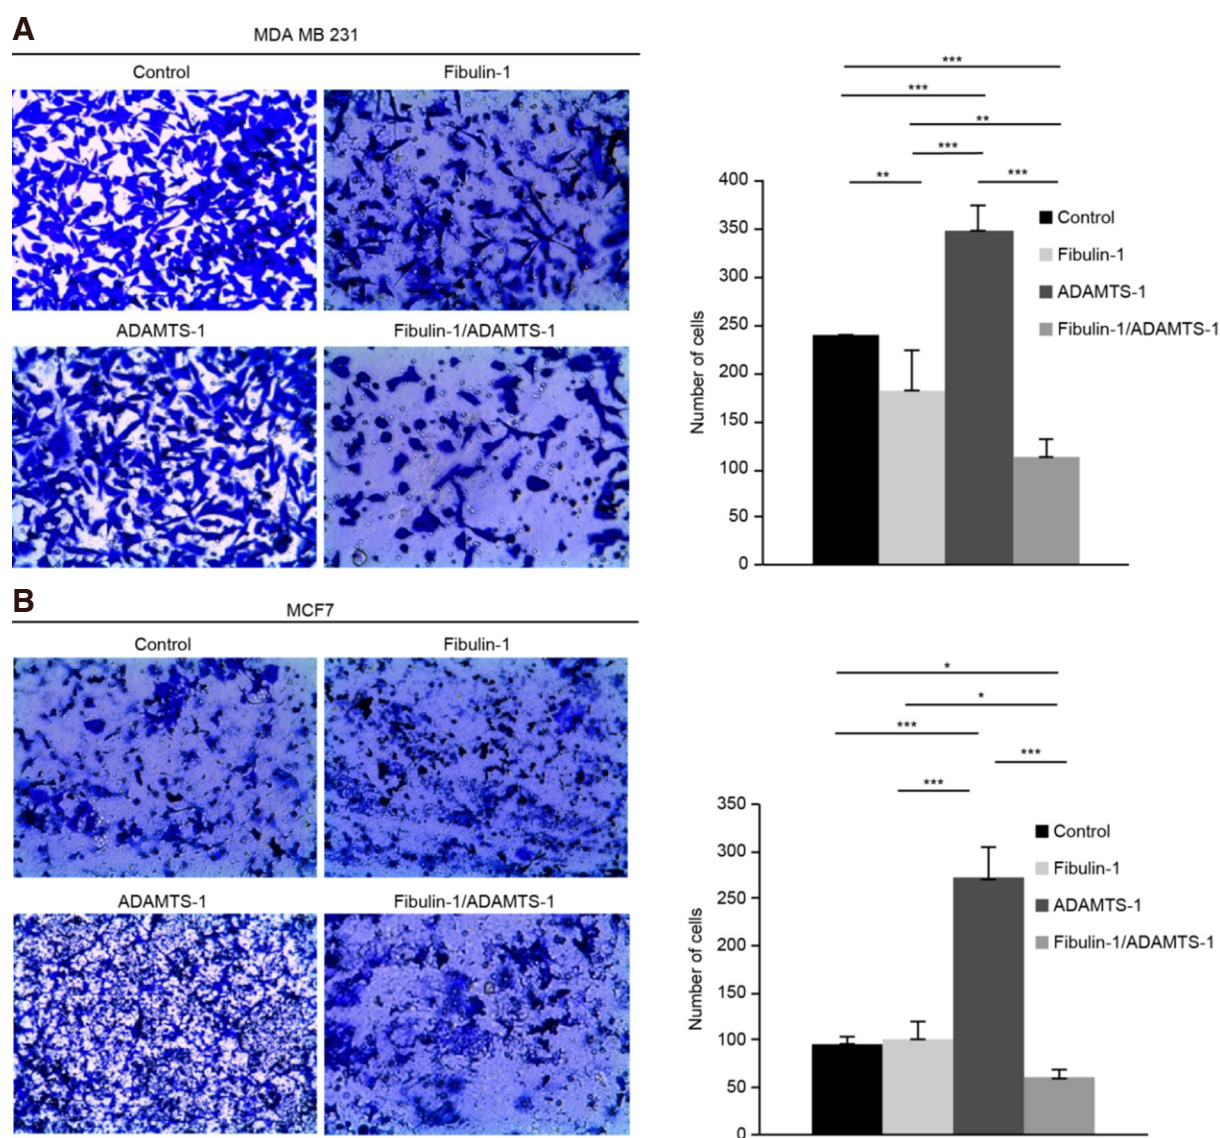 A
MDA MB 231
Control
Fibulin-1
ADAMTS-1
Fibulin-1/ADAMTS-1
***
***
**
***
**
***
400
350
300
250
200
150
100
50
0
Number of cells
Control
Fibulin-1
ADAMTS-1
Fibulin-1/ADAMTS-1
B
MCF7
Control
Fibulin-1
ADAMTS-1
Fibulin-1/ADAMTS-1
*
*
***
***
***
350
300
250
200
150
100
50
0
Number of cells
Control
Fibulin-1
ADAMTS-1
Fibulin-1/ADAMTS-1